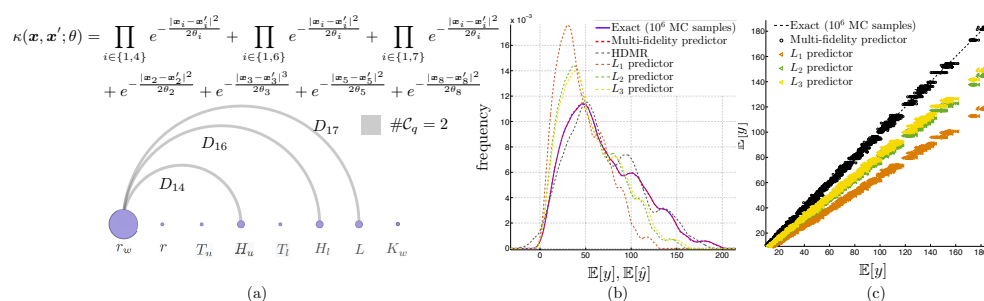 κ(x, x′; θ) = ∏_{i∈{1,4}} e^{-|x_i−x′_i|²/2θ_i} + ∏_{i∈{1,6}} e^{-|x_i−x′_i|²/2θ_i} + ∏_{i∈{1,7}} e^{-|x_i−x′_i|²/2θ_i}
+ e^{-|x_2−x′_2|²/2θ_2} + e^{-|x_3−x′_3|³/2θ_3} + e^{-|x_5−x′_5|²/2θ_5} + e^{-|x_8−x′_8|²/2θ_8}
D_17
#C_q = 2
D_16
D_14
r_w r T_u H_u T_l H_l L K_w
(a)
×10⁻³
16
14
12
10
8
6
4
2
0
frequency
Exact (10⁶ MC samples)
Multi-fidelity predictor
HDMR
L_1 predictor
L_2 predictor
L_3 predictor
0 50 100 150 200
𝔼[y], 𝔼[ŷ]
(b)
180
160
140
120
100
80
60
40
20
𝔼[ŷ]
Exact (10⁶ MC samples)
Multi-fidelity predictor
L_1 predictor
L_2 predictor
L_3 predictor
20 40 60 80 100 120 140 160 180
𝔼[y]
(c)